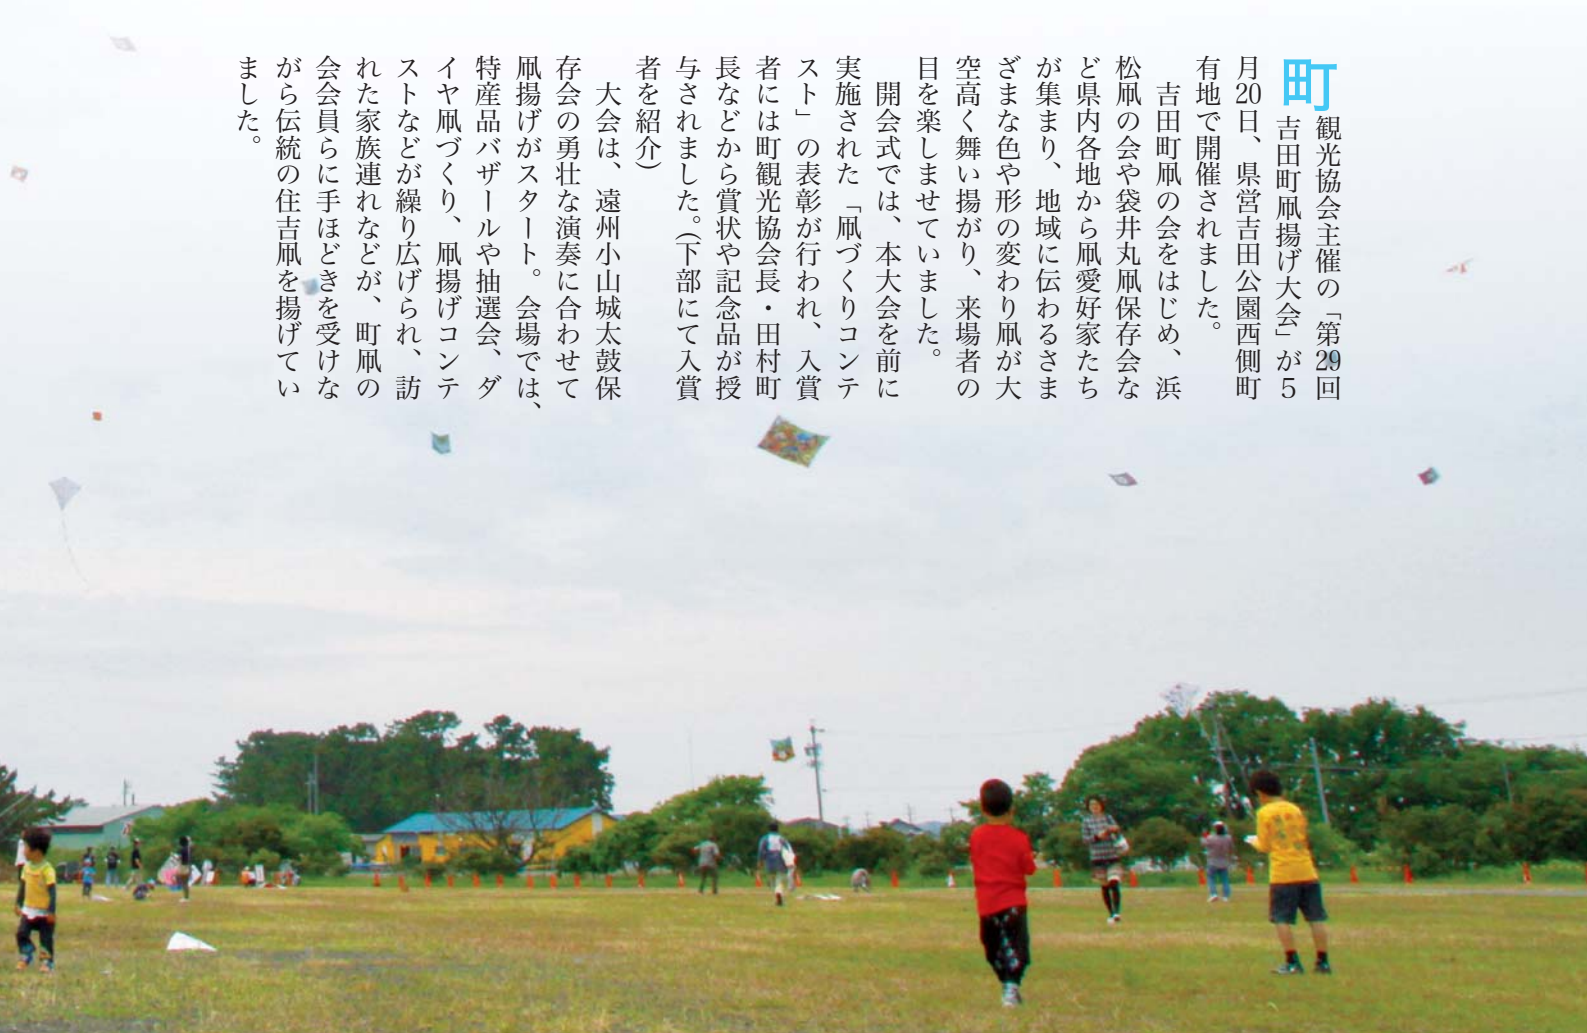 町観光協会主催の「第29回
吉田町凧揚げ大会」が5
月20日、県営吉田公園西側町
有地で開催されました。
吉田町凧の会をはじめ、浜
松凧の会や袋井丸凧保存会な
ど県内各地から凧愛好家たち
が集まり、地域に伝わるさま
ざまな色や形の変わり凧が大
空高く舞い揚がり、来場者の
目を楽しませていました。
開会式では、本大会を前に
実施された「凧づくりコンテ
スト」の表彰が行われ、入賞
者には町観光協会長・田村町
長などから賞状や記念品が授
与されました。(下部にて入賞
者を紹介)
大会は、遠州小山城太鼓保
存会の勇壮な演奏に合わせて
凧揚げがスタート。会場では、
特産品バザールや抽選会、ダ
イヤ凧づくり、凧揚げコンテ
ストなどが繰り広げられ、訪
れた家族連れなどが、町凧の
会会員らに手ほどきを受けな
がら伝統の住吉凧を揚げてい
ました。